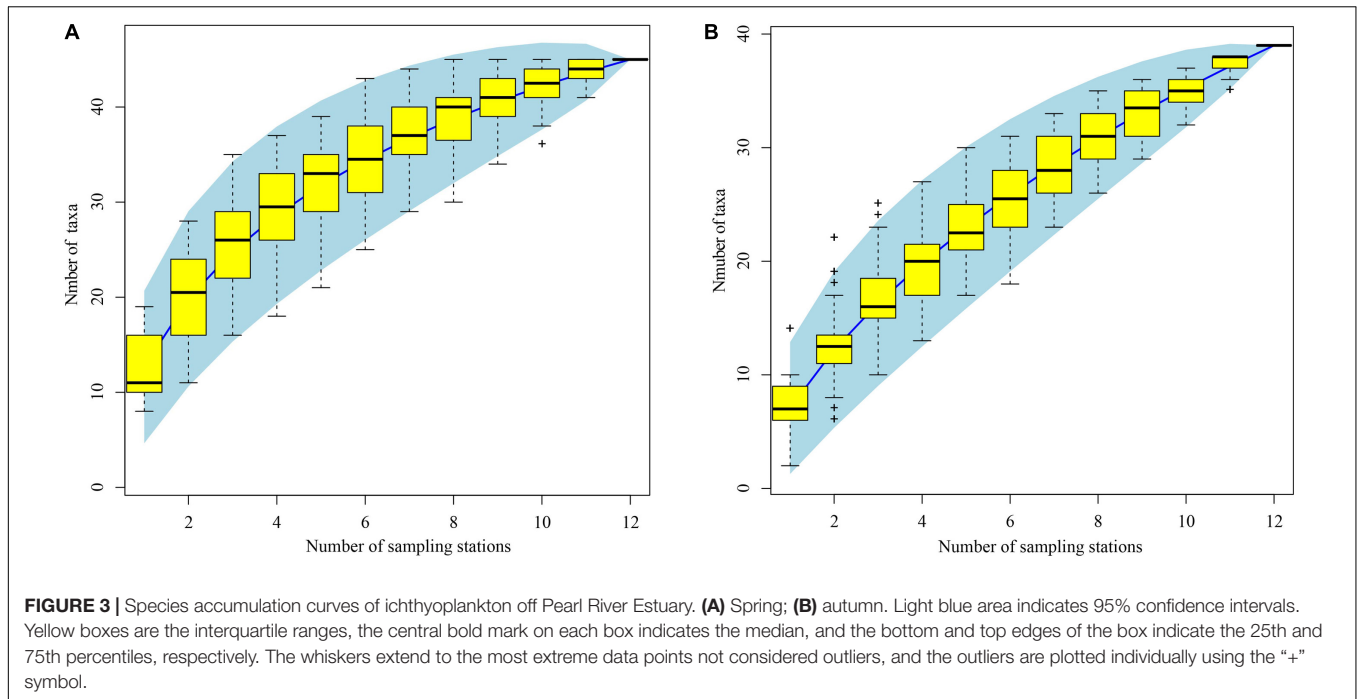 A
Nmber of taxa
0
10
20
30
40
2 4 6 8 10 12
Number of sampling stations
B
Nmuber of taxa
0
10
20
30
40
2 4 6 8 10 12
Number of sampling stations
FIGURE 3 | Species accumulation curves of ichthyoplankton off Pearl River Estuary. (A) Spring; (B) autumn. Light blue area indicates 95% confidence intervals.
Yellow boxes are the interquartile ranges, the central bold mark on each box indicates the median, and the bottom and top edges of the box indicate the 25th and
75th percentiles, respectively. The whiskers extend to the most extreme data points not considered outliers, and the outliers are plotted individually using the “+”
symbol.